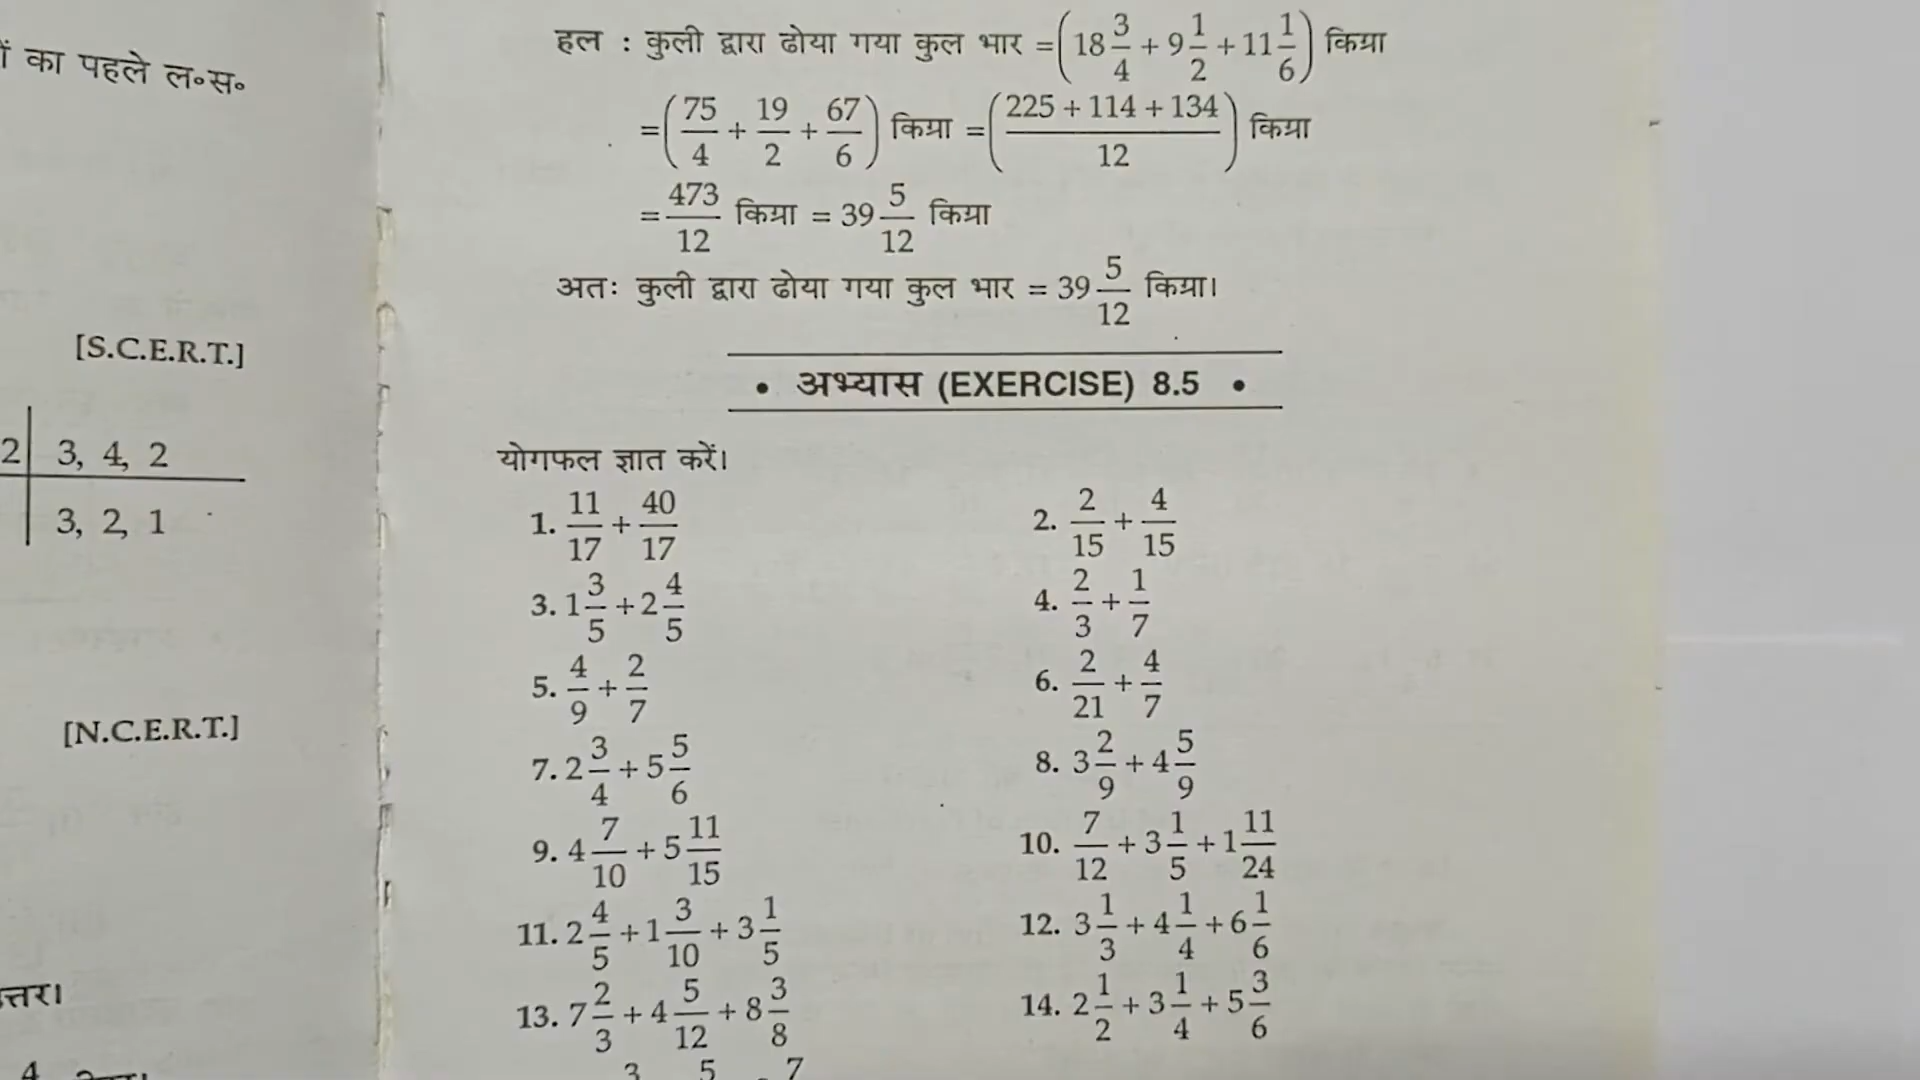 ों का पहले ल॰स॰
[S.C.E.R.T.]
2 | 3, 4, 2
3, 2, 1
[N.C.E.R.T.]
त्तर।
4
हल : कुली द्वारा ढोया गया कुल भार = (18 3/4 + 9 1/2 + 11 1/6) किग्रा
= (75/4 + 19/2 + 67/6) किग्रा = (225 + 114 + 134 / 12) किग्रा
= 473/12 किग्रा = 39 5/12 किग्रा
अतः कुली द्वारा ढोया गया कुल भार = 39 5/12 किग्रा।
• अभ्यास (EXERCISE) 8.5 •
योगफल ज्ञात करें।
1. 11/17 + 40/17 2. 2/15 + 4/15
3. 1 3/5 + 2 4/5 4. 2/3 + 1/7
5. 4/9 + 2/7 6. 2/21 + 4/7
7. 2 3/4 + 5 5/6 8. 3 2/9 + 4 5/9
9. 4 7/10 + 5 11/15 10. 7/12 + 3 1/5 + 1 11/24
11. 2 4/5 + 1 3/10 + 3 1/5 12. 3 1/3 + 4 1/4 + 6 1/6
13. 7 2/3 + 4 5/12 + 8 3/8 14. 2 1/2 + 3 1/4 + 5 3/6
3 5 7